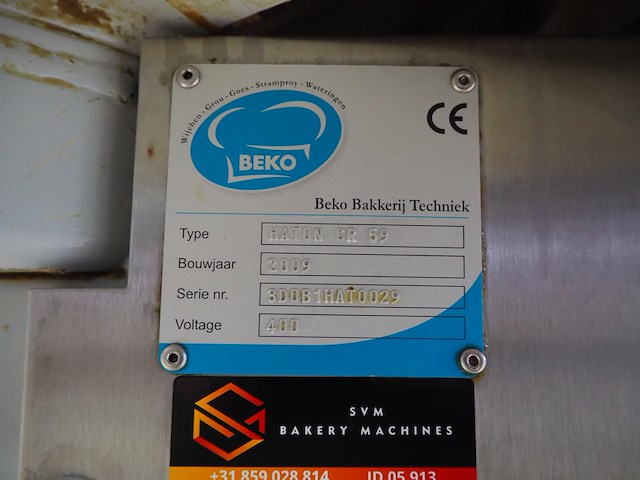 Wijchen - Grou - Goes - Stramproy - Wateringen
BEKO
CE
Beko Bakkerij Techniek
Type HATON CR 59
Bouwjaar 2009
Serie nr. 3D0B1HAT0029
Voltage 400
SVM
BAKERY MACHINES
+31 859 028 814 ID 05.913